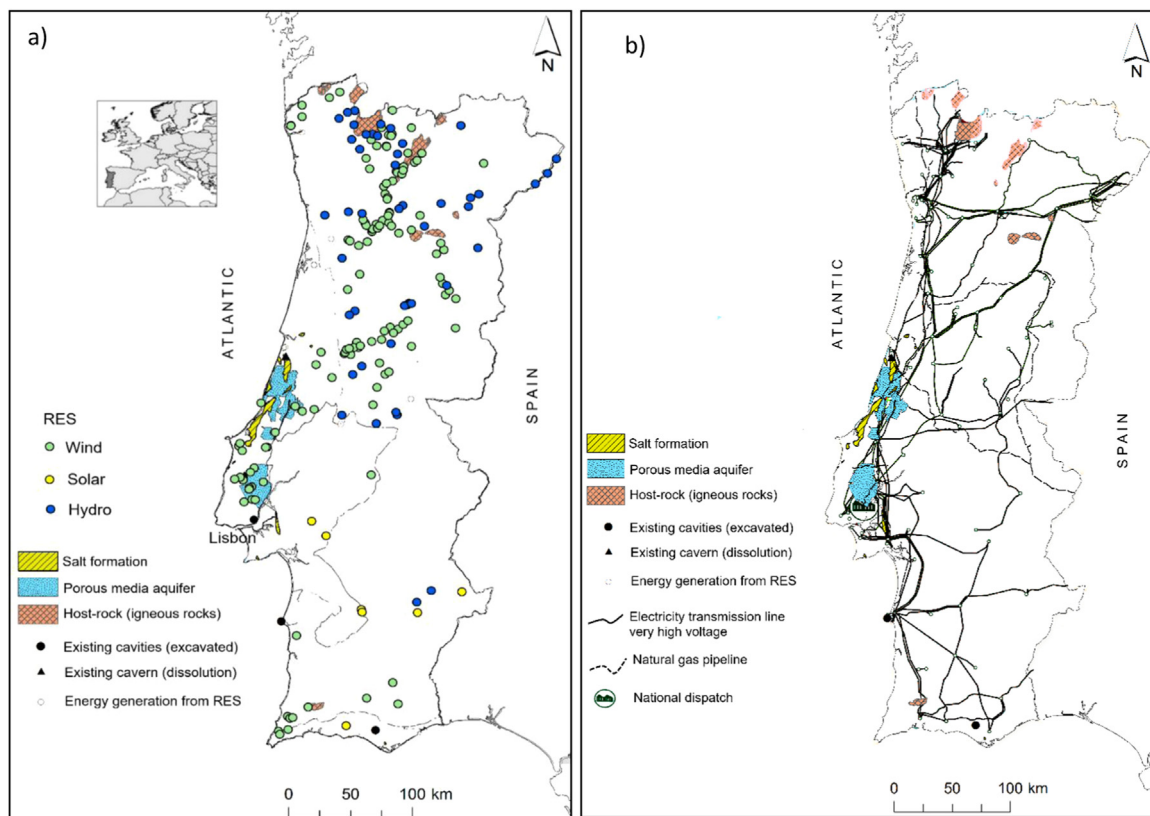 a)
N
ATLANTIC
SPAIN
RES
Wind
Solar
Hydro
Lisbon
Salt formation
Porous media aquifer
Host-rock (igneous rocks)
Existing cavities (excavated)
Existing cavern (dissolution)
Energy generation from RES
0 50 100 km
b)
N
ATLANTIC
SPAIN
Salt formation
Porous media aquifer
Host-rock (igneous rocks)
Existing cavities (excavated)
Existing cavern (dissolution)
Energy generation from RES
Electricity transmission line
very high voltage
Natural gas pipeline
National dispatch
0 50 100 km